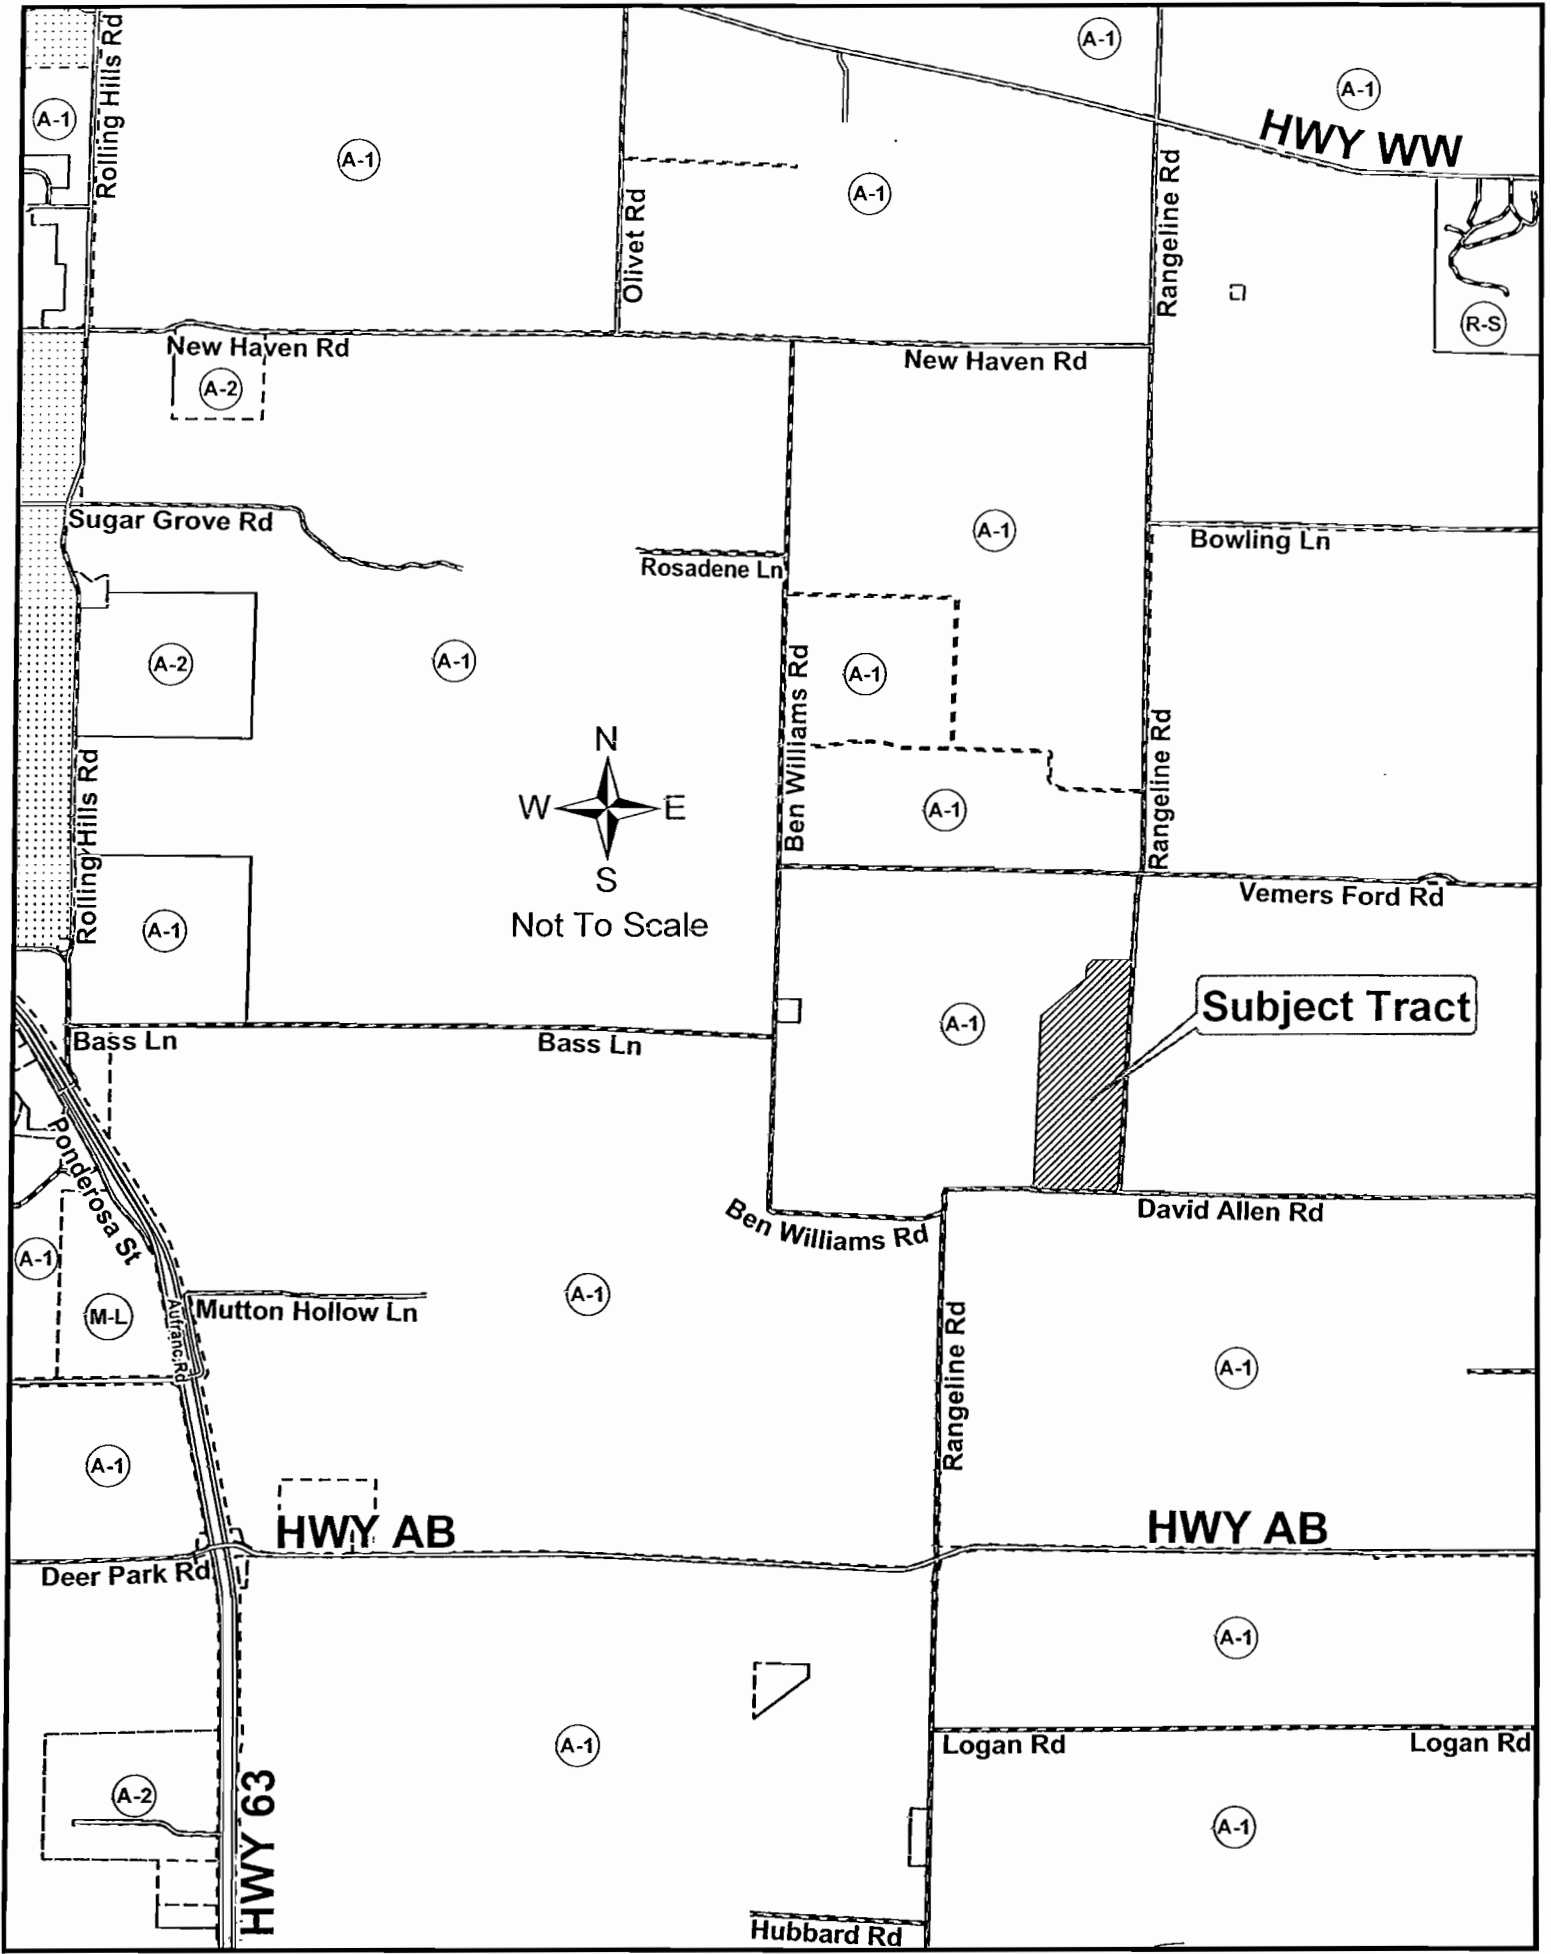 Rolling Hills Rd
A-1
A-1
HWY WW
A-1
A-1
Olivet Rd
A-1
Rangeline Rd
R-S
New Haven Rd
New Haven Rd
A-2
Sugar Grove Rd
A-1
Bowling Ln
Rosadene Ln
A-2
A-1
A-1
Ben Williams Rd
Rangeline Rd
N
W
E
S
Not To Scale
A-1
Rolling Hills Rd
Vemers Ford Rd
A-1
A-1
Subject Tract
Bass Ln
Bass Ln
Ponderosa St
Ben Williams Rd
David Allen Rd
A-1
M-L
Aufranc Rd
Mutton Hollow Ln
A-1
Rangeline Rd
A-1
A-1
HWY AB
HWY AB
Deer Park Rd
A-1
A-1
Logan Rd
Logan Rd
A-2
HWY 63
A-1
Hubbard Rd